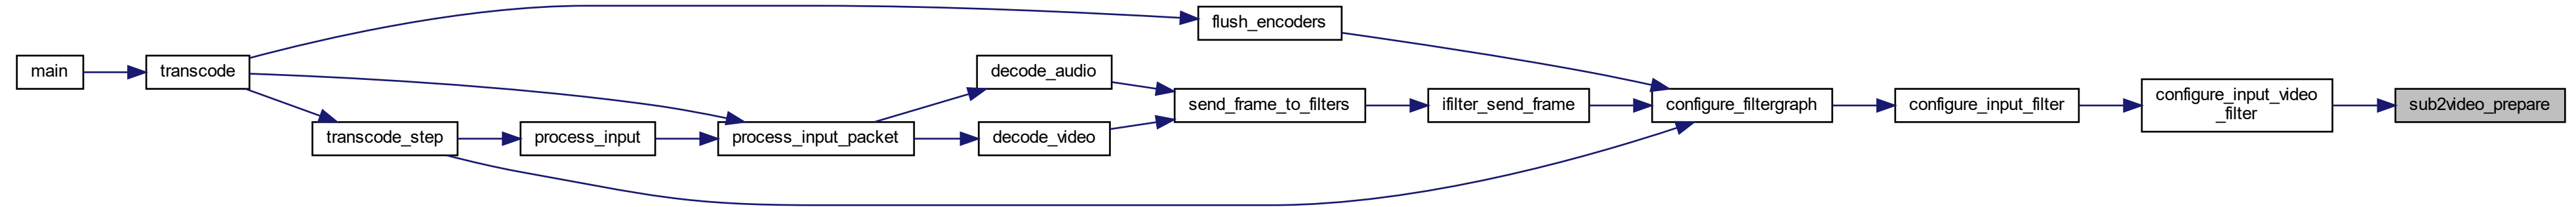 main
transcode
transcode_step
process_input
process_input_packet
decode_audio
decode_video
send_frame_to_filters
flush_encoders
ifilter_send_frame
configure_filtergraph
configure_input_filter
configure_input_video
_filter
sub2video_prepare